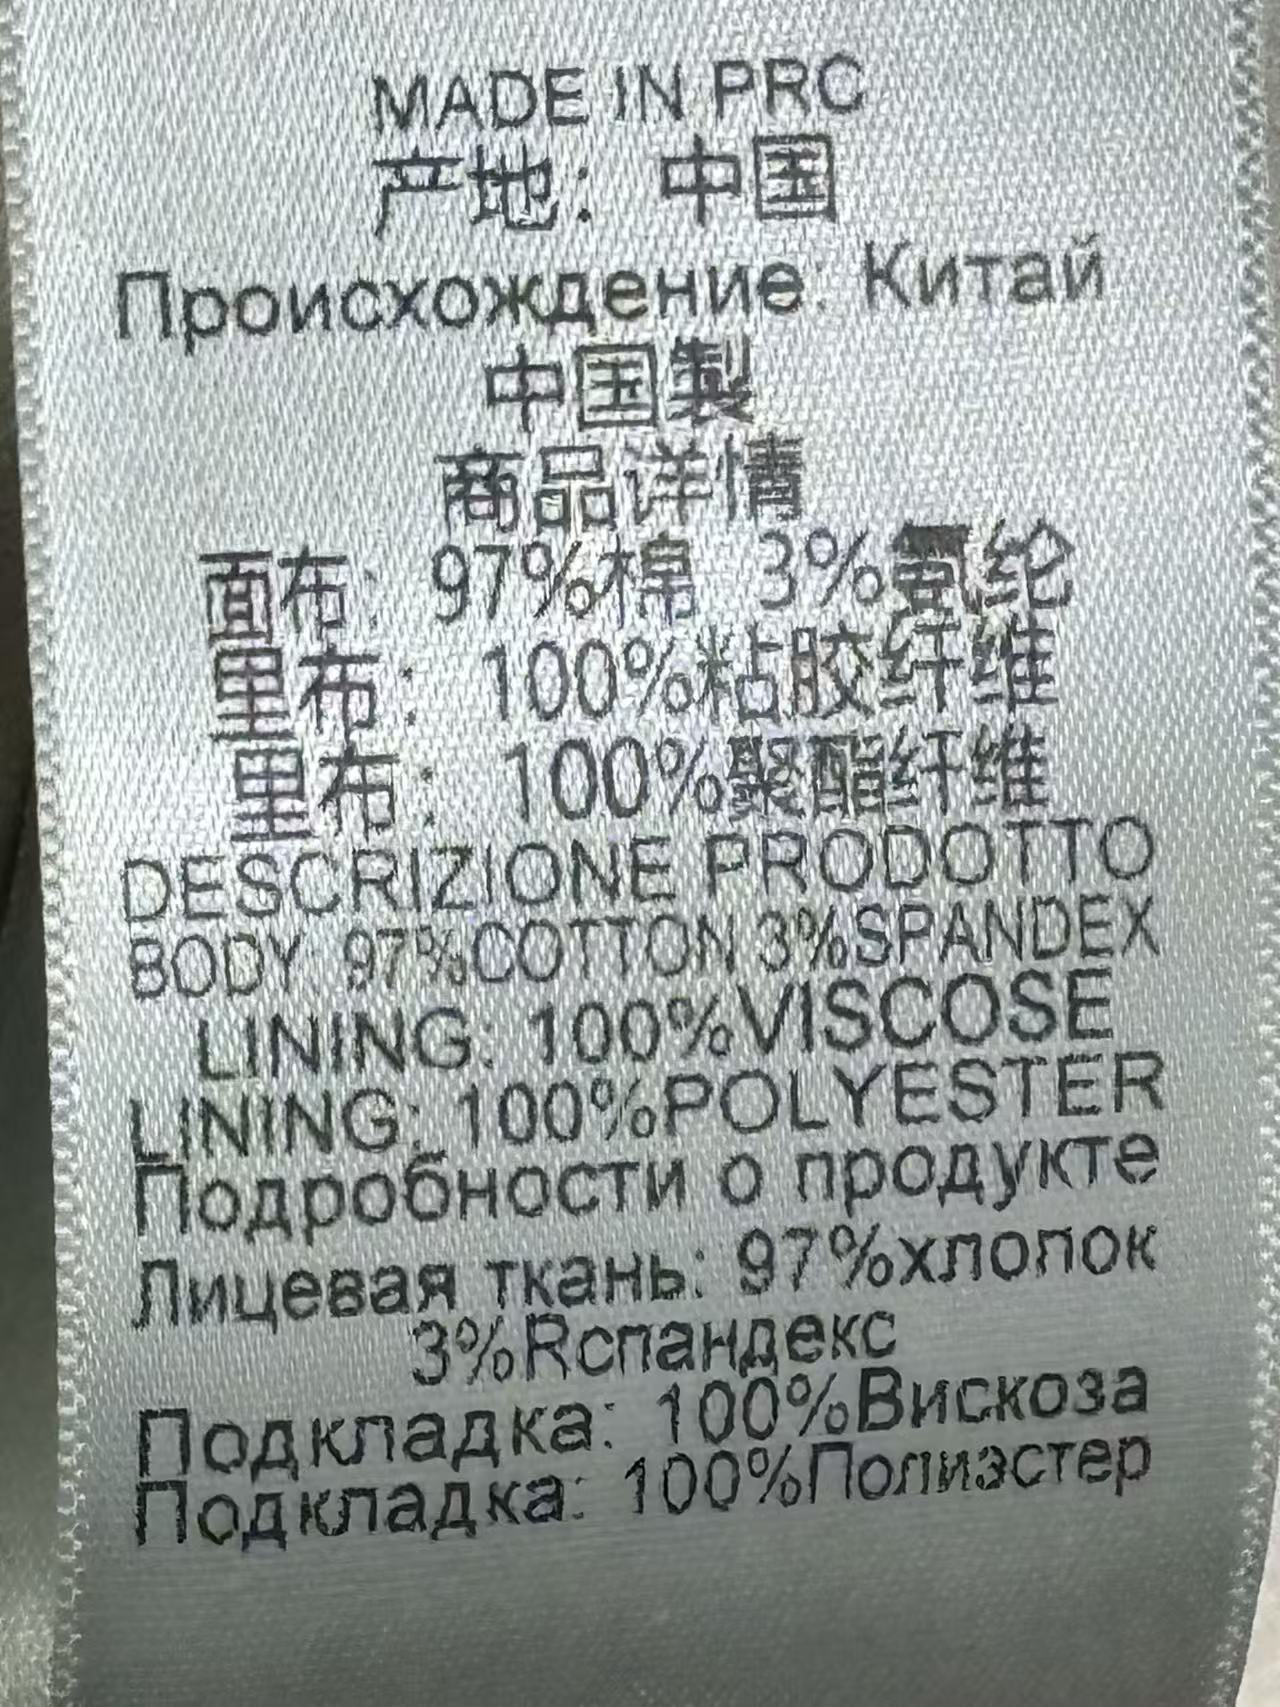 MADE IN PRC
产地：中国
Происхождение: Китай
中国製
商品详情
面布：97%棉 3%氨纶
里布：100%粘胶纤维
里布：100%聚酯纤维
DESCRIZIONE PRODOTTO
BODY 97%COTTON 3%SPANDEX
LINING: 100%VISCOSE
LINING: 100%POLYESTER
Подробности о продукте
Лицевая ткань: 97%хлопок
3%Rспандекс
Подкладка: 100%Вискоза
Подкладка: 100%Полиэстер